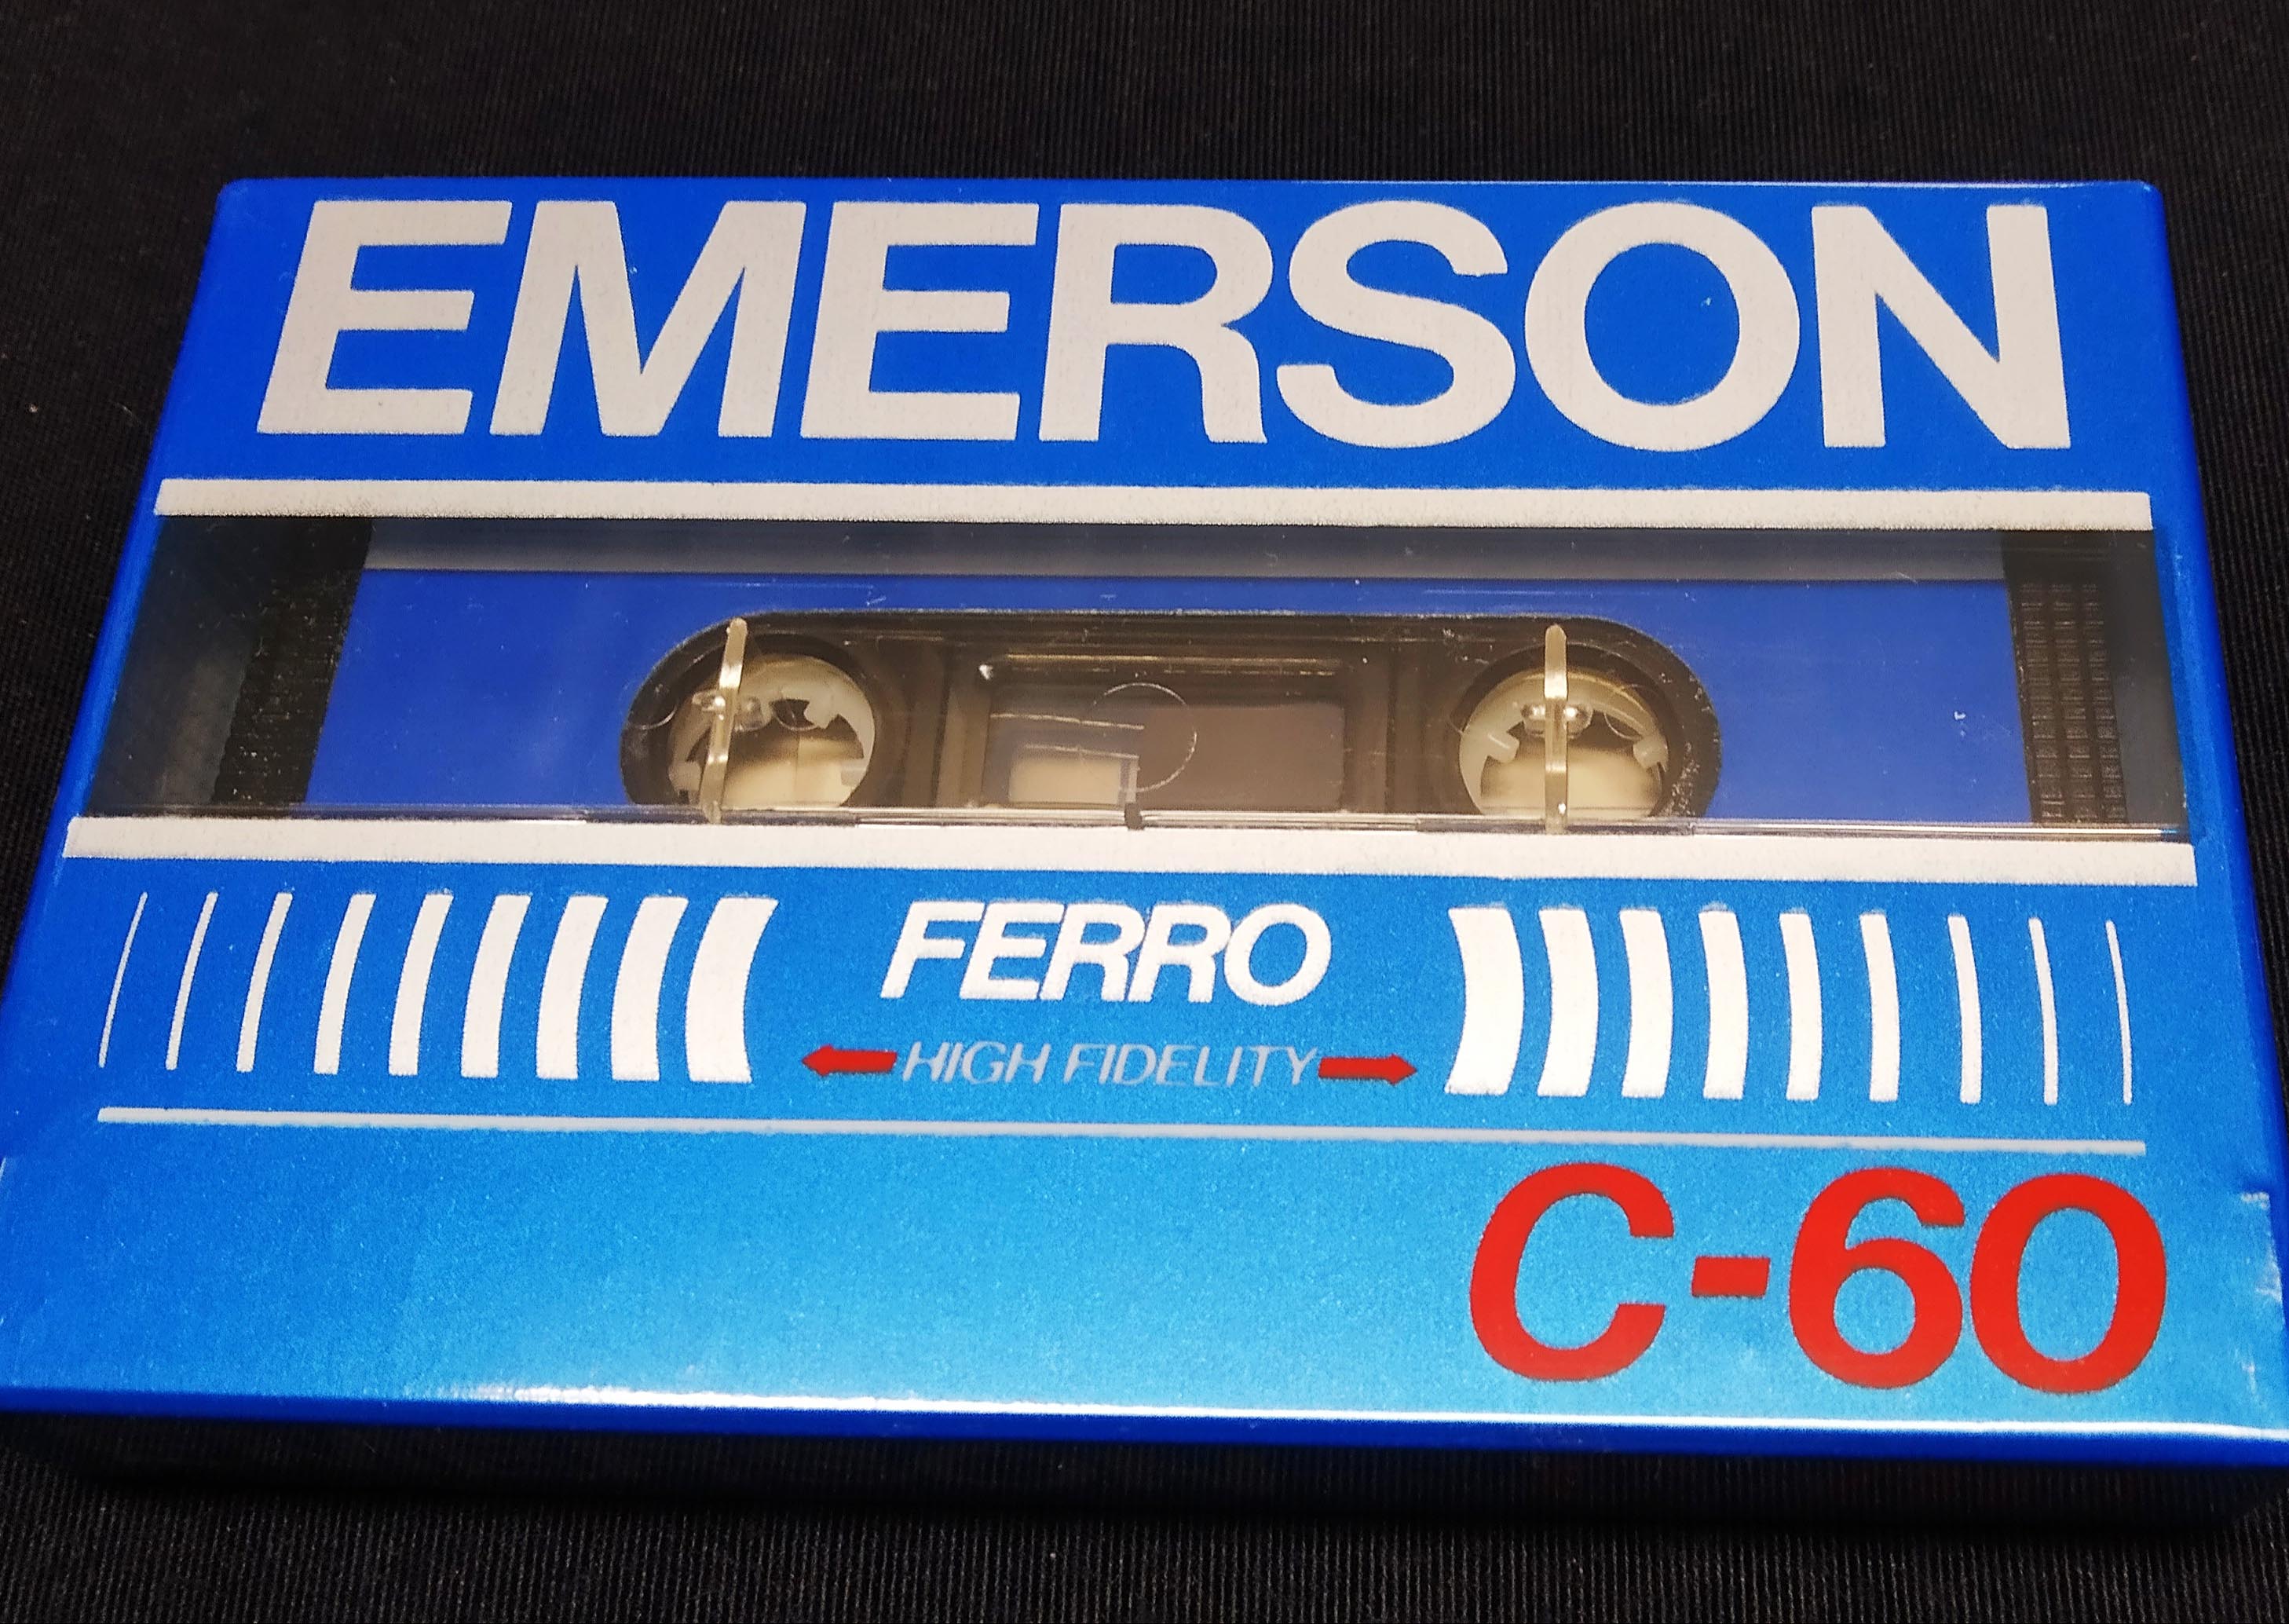 EMERSON
FERRO
HIGH FIDELITY
C-60